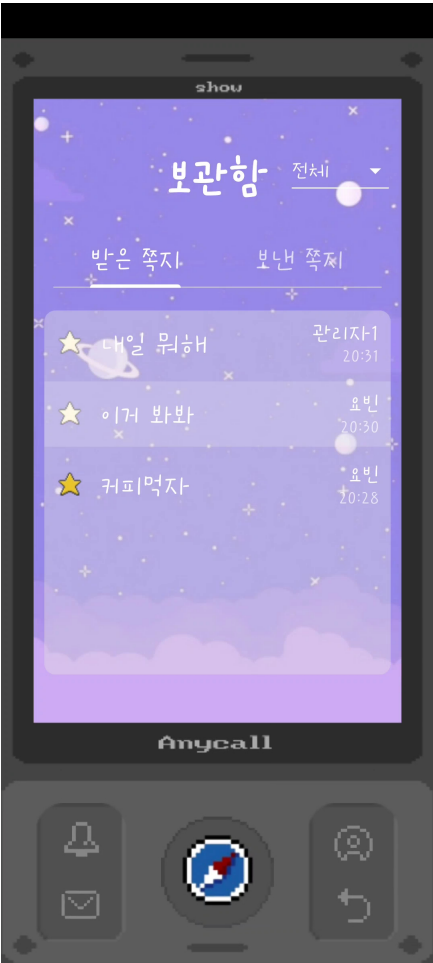 show
보관함 전체
받은 쪽지 보낸 쪽지
내일 뭐해 관리자1
20:31
이거 봐봐 요빈
20:30
커피먹자 요빈
20:28
Anycall